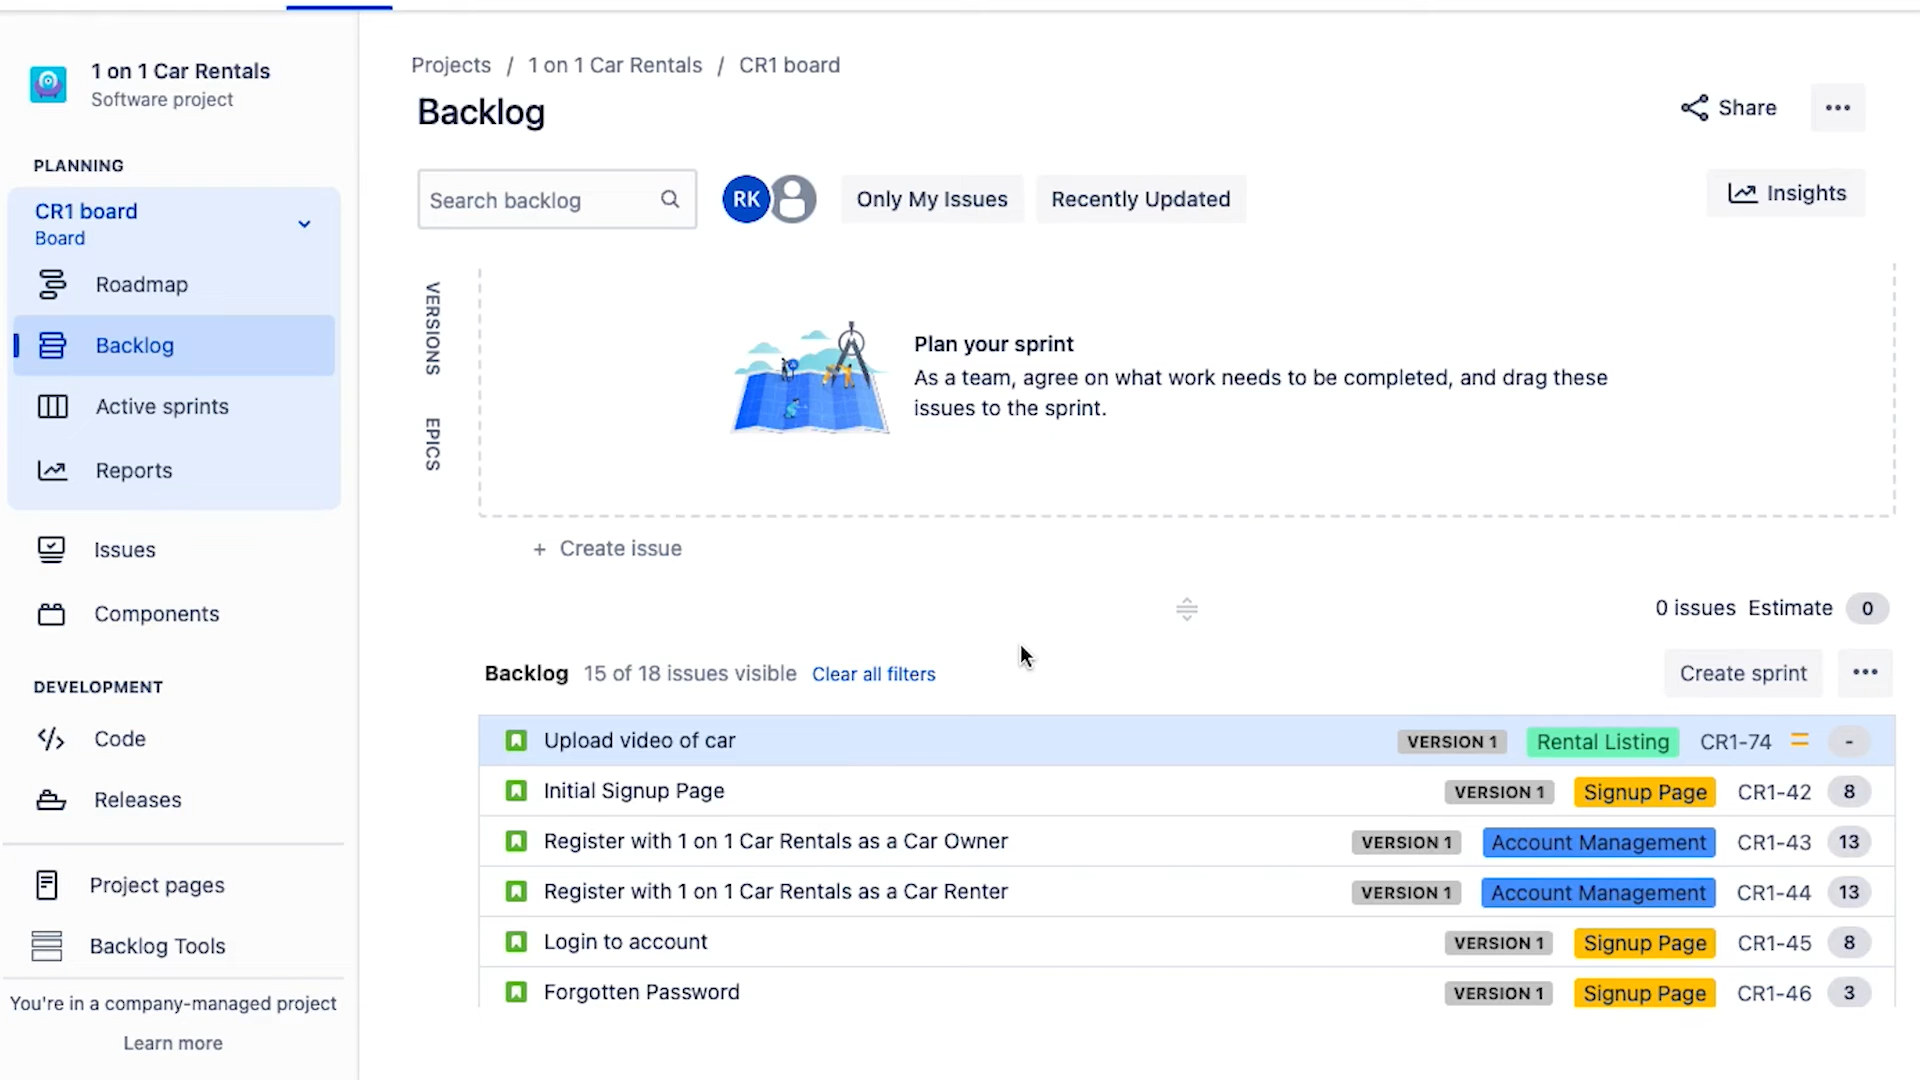 1 on 1 Car Rentals
Software project
PLANNING
CR1 board
Board
Roadmap
Backlog
Active sprints
Reports
Issues
Components
DEVELOPMENT
Code
Releases
Project pages
Backlog Tools
You're in a company-managed project
Learn more
Projects / 1 on 1 Car Rentals / CR1 board
Backlog
Share
Search backlog
RK
Only My Issues
Recently Updated
Insights
VERSIONS
EPICS
Plan your sprint
As a team, agree on what work needs to be completed, and drag these
issues to the sprint.
+ Create issue
0 issues Estimate 0
Backlog 15 of 18 issues visible Clear all filters
Create sprint
Upload video of car VERSION 1 Rental Listing CR1-74 -
Initial Signup Page VERSION 1 Signup Page CR1-42 8
Register with 1 on 1 Car Rentals as a Car Owner VERSION 1 Account Management CR1-43 13
Register with 1 on 1 Car Rentals as a Car Renter VERSION 1 Account Management CR1-44 13
Login to account VERSION 1 Signup Page CR1-45 8
Forgotten Password VERSION 1 Signup Page CR1-46 3